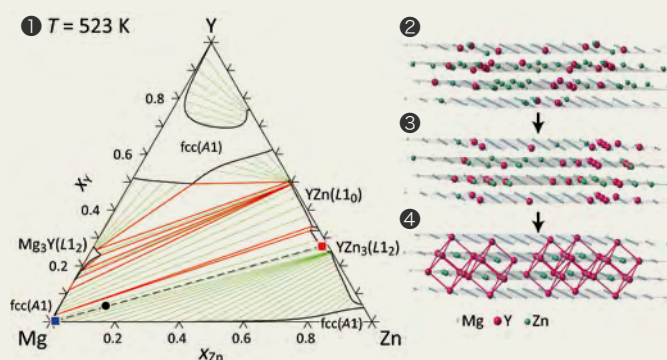 ❶ T = 523 K
Y
0.8
0.6
fcc(A1)
X_Y
0.4
YZn(L1₀)
Mg₃Y(L1₂)
YZn₃(L1₂)
0.2
fcc(A1)
fcc(A1)
Mg
0.2
0.4
0.6
0.8
Zn
X_Zn
❷
❸
❹
Mg Y Zn